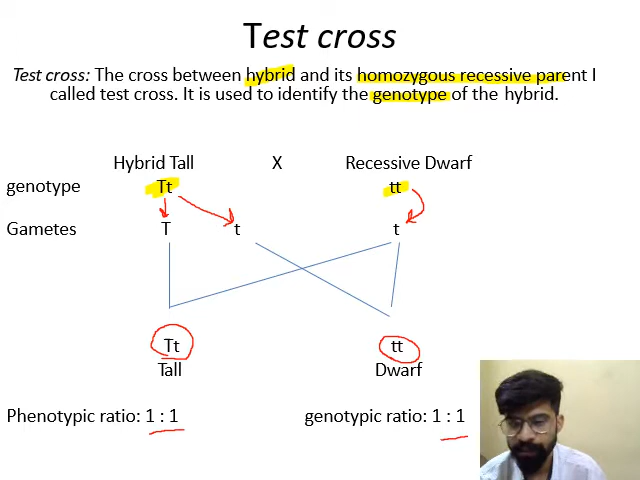 Test cross
Test cross: The cross between hybrid and its homozygous recessive parent I
called test cross. It is used to identify the genotype of the hybrid.
Hybrid Tall X Recessive Dwarf
genotype Tt tt
Gametes T t t
Tt tt
Tall Dwarf
Phenotypic ratio: 1 : 1 genotypic ratio: 1 : 1